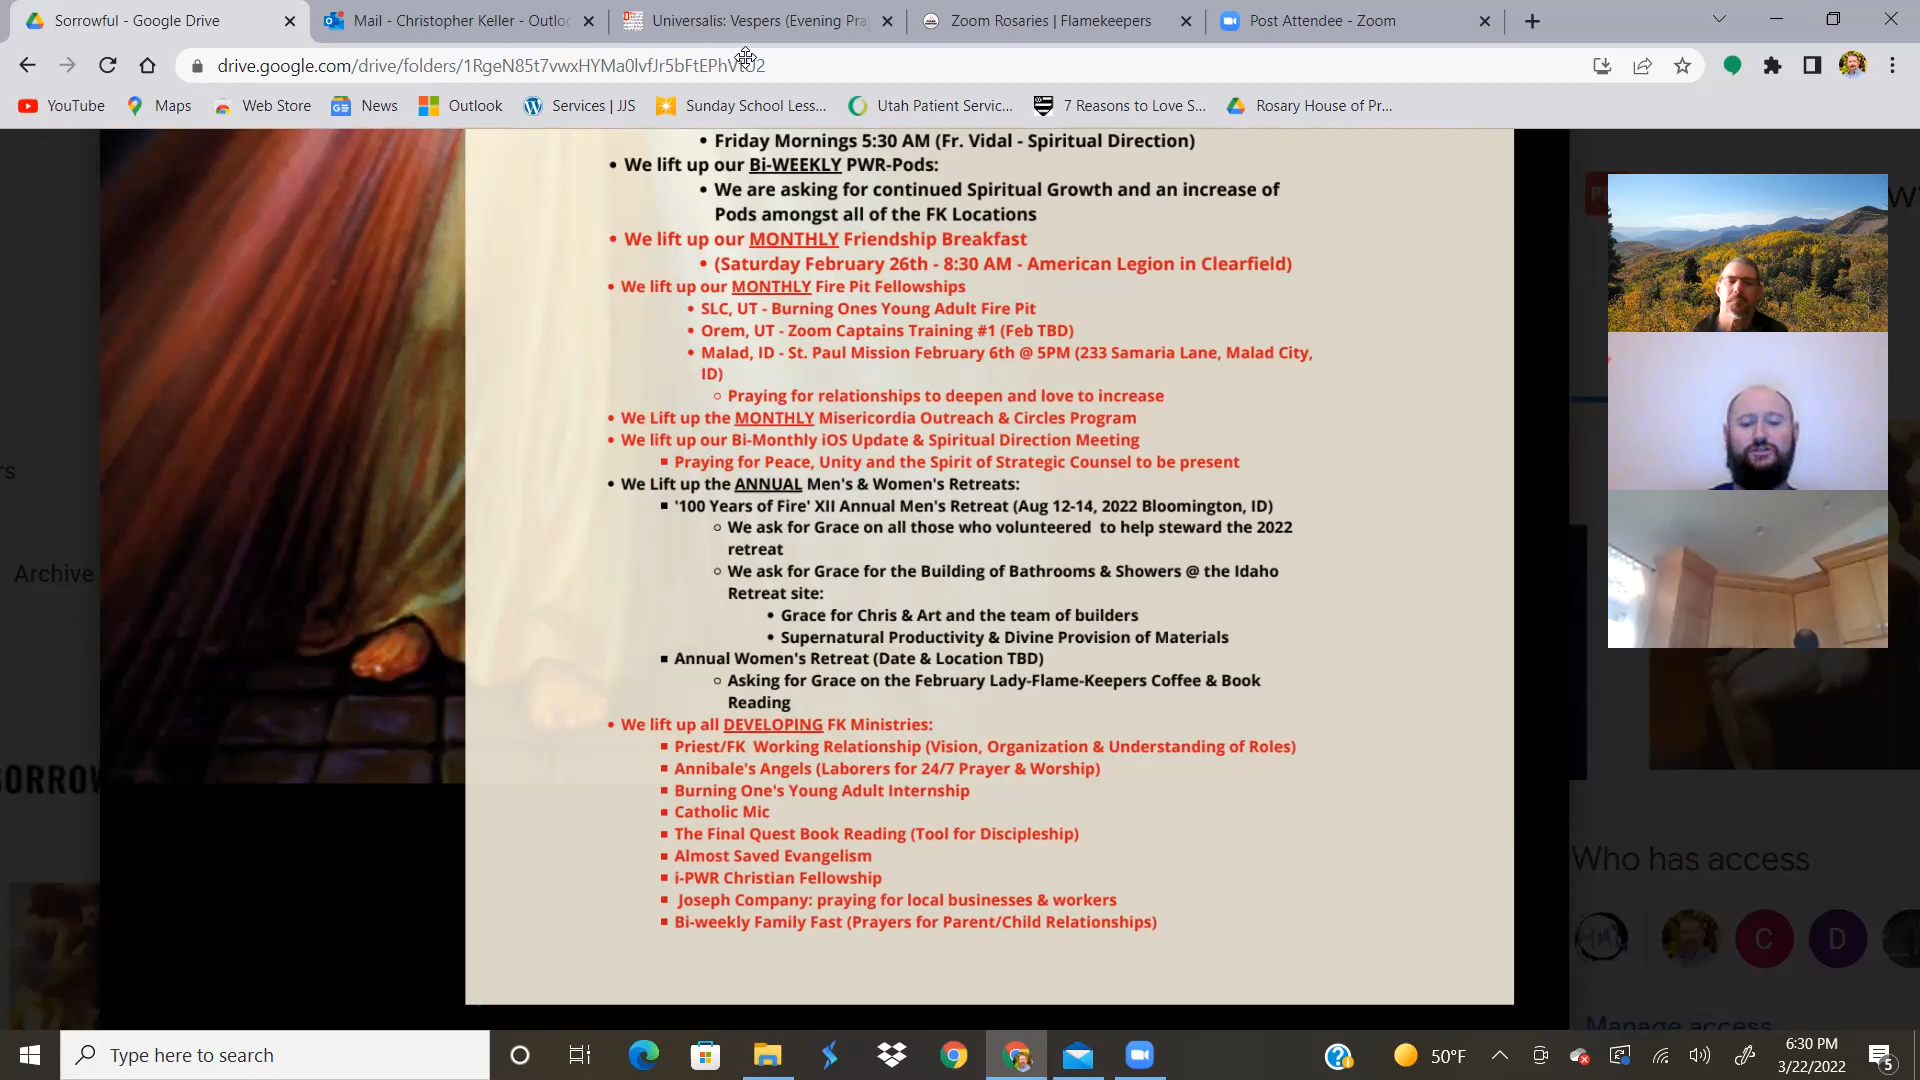 Sorrowful - Google Drive
Mail - Christopher Keller - Outlo
Universalis: Vespers (Evening Pra
Zoom Rosaries | Flamekeepers
Post Attendee - Zoom
YouTube
Maps
Web Store
News
Outlook
Services | JJS
Sunday School Less...
Utah Patient Servic...
7 Reasons to Love S...
Rosary House of Pr...
• Friday Mornings 5:30 AM (Fr. Vidal - Spiritual Direction)
• We lift up our Bi-WEEKLY PWR-Pods:
• We are asking for continued Spiritual Growth and an increase of
Pods amongst all of the FK Locations
• We lift up our MONTHLY Friendship Breakfast
• (Saturday February 26th - 8:30 AM - American Legion in Clearfield)
• We lift up our MONTHLY Fire Pit Fellowships
• SLC, UT - Burning Ones Young Adult Fire Pit
• Orem, UT - Zoom Captains Training #1 (Feb TBD)
• Malad, ID - St. Paul Mission February 6th @ 5PM (233 Samaria Lane, Malad City,
ID)
○ Praying for relationships to deepen and love to increase
• We Lift up the MONTHLY Misericordia Outreach & Circles Program
• We lift up our Bi-Monthly iOS Update & Spiritual Direction Meeting
▪ Praying for Peace, Unity and the Spirit of Strategic Counsel to be present
• We Lift up the ANNUAL Men's & Women's Retreats:
▪ '100 Years of Fire' XII Annual Men's Retreat (Aug 12-14, 2022 Bloomington, ID)
○ We ask for Grace on all those who volunteered to help steward the 2022
retreat
○ We ask for Grace for the Building of Bathrooms & Showers @ the Idaho
Retreat site:
• Grace for Chris & Art and the team of builders
• Supernatural Productivity & Divine Provision of Materials
▪ Annual Women's Retreat (Date & Location TBD)
○ Asking for Grace on the February Lady-Flame-Keepers Coffee & Book
Reading
• We lift up all DEVELOPING FK Ministries:
▪ Priest/FK Working Relationship (Vision, Organization & Understanding of Roles)
▪ Annibale's Angels (Laborers for 24/7 Prayer & Worship)
▪ Burning One's Young Adult Internship
▪ Catholic Mic
▪ The Final Quest Book Reading (Tool for Discipleship)
▪ Almost Saved Evangelism
▪ i-PWR Christian Fellowship
▪ Joseph Company: praying for local businesses & workers
▪ Bi-weekly Family Fast (Prayers for Parent/Child Relationships)
Archive
Who has access
C
D
Manage access
Type here to search
50°F
6:30 PM
3/22/2022
5